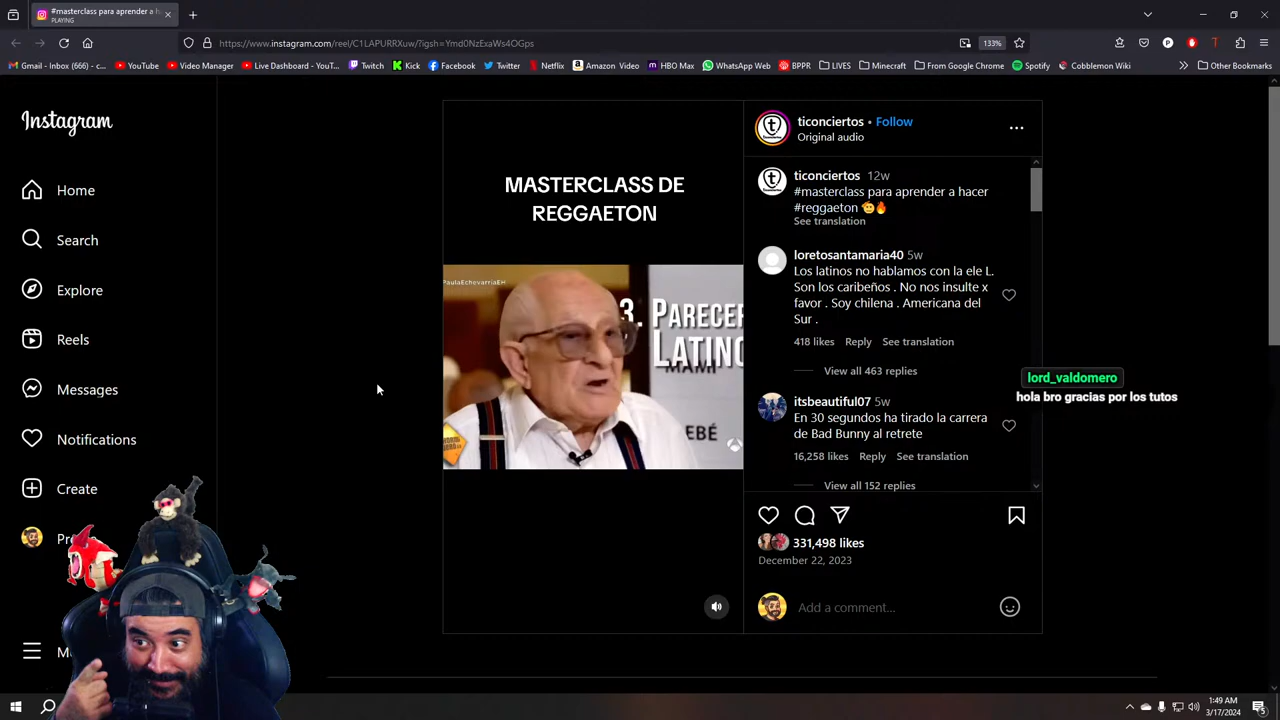 #masterclass para aprender a h
PLAYING
https://www.instagram.com/reel/C1LAPURRXuw/?igsh=Ymd0NzExaWs4OGps
133%
Gmail - Inbox (666) - c...
YouTube
Video Manager
Live Dashboard - YouT...
Twitch
Kick
Facebook
Twitter
Netflix
Amazon Video
HBO Max
WhatsApp Web
BPPR
LIVES
Minecraft
From Google Chrome
Spotify
Cobblemon Wiki
Other Bookmarks
Instagram
Home
Search
Explore
Reels
Messages
Notifications
Create
MASTERCLASS DE
REGGAETON
PaulaEchevarriaEH
3. PARECER
LATINO
MAMI
BEBÉ
ticonciertos • Follow
Original audio
ticonciertos 12w
#masterclass para aprender a hacer
#reggaeton
See translation
loretosantamaria40 5w
Los latinos no hablamos con la ele L.
Son los caribeños . No nos insulte x
favor . Soy chilena . Americana del
Sur .
418 likes Reply See translation
View all 463 replies
itsbeautiful07 5w
En 30 segundos ha tirado la carrera
de Bad Bunny al retrete
16,258 likes Reply See translation
View all 152 replies
331,498 likes
December 22, 2023
Add a comment...
lord_valdomero
hola bro gracias por los tutos
1:49 AM
3/17/2024